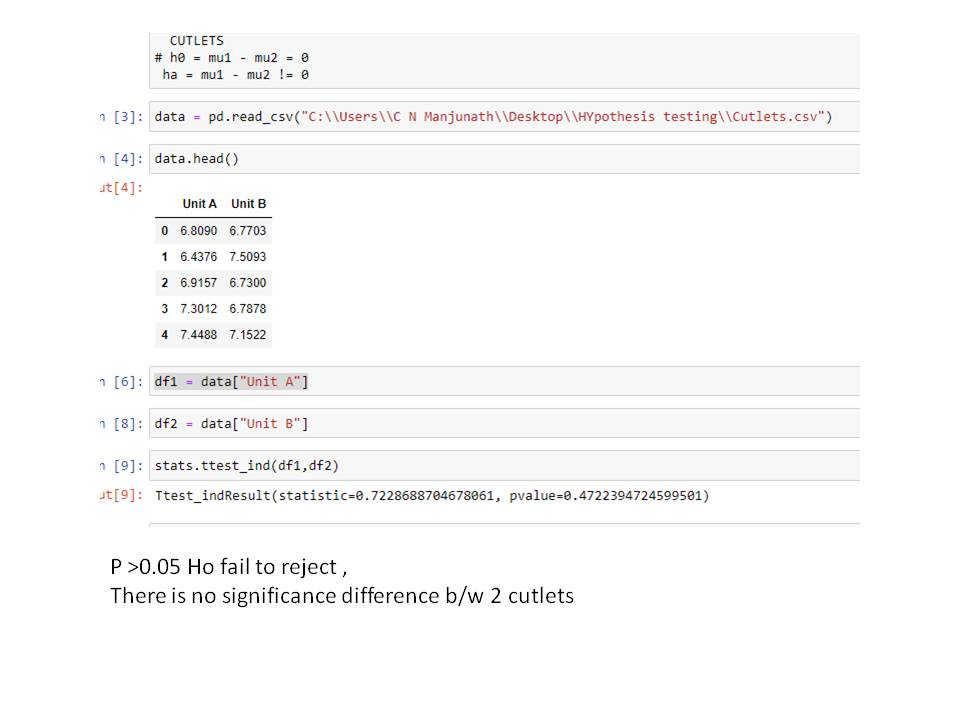 CUTLETS
# h0 = mu1 - mu2 = 0
ha = mu1 - mu2 != 0
n [3]: data = pd.read_csv("C:\\Users\\C N Manjunath\\Desktop\\HYpothesis testing\\Cutlets.csv")
n [4]: data.head()
ut[4]:
Unit A Unit B
0 6.8090 6.7703
1 6.4376 7.5093
2 6.9157 6.7300
3 7.3012 6.7878
4 7.4488 7.1522
n [6]: df1 = data["Unit A"]
n [8]: df2 = data["Unit B"]
n [9]: stats.ttest_ind(df1,df2)
ut[9]: Ttest_indResult(statistic=0.7228688704678061, pvalue=0.4722394724599501)
P >0.05 Ho fail to reject ,
There is no significance difference b/w 2 cutlets